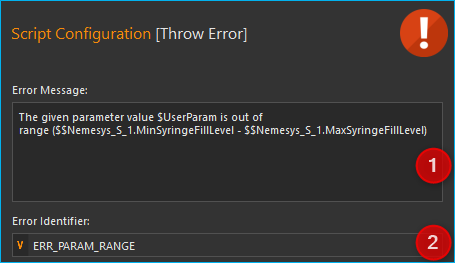 Script Configuration [Throw Error]
!
Error Message:
The given parameter value $UserParam is out of
range ($$Nemesys_S_1.MinSyringeFillLevel - $$Nemesys_S_1.MaxSyringeFillLevel)
1
Error Identifier:
V ERR_PARAM_RANGE
2